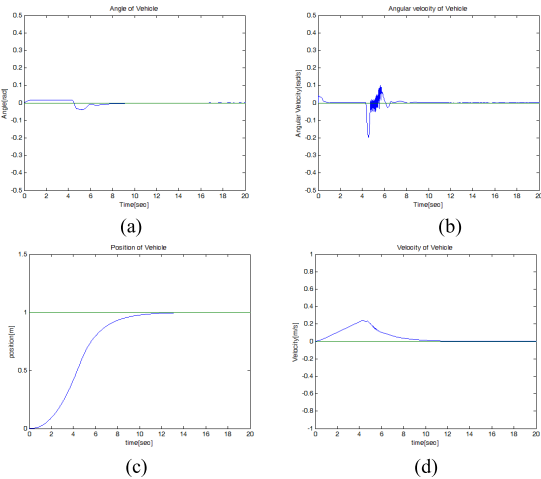 Angle of Vehicle
0.5
0.4
0.3
0.2
0.1
0
-0.1
-0.2
-0.3
-0.4
-0.5
Angle[rad]
0 2 4 6 8 10 12 14 16 18 20
Time[sec]
(a)
Angular velocity of Vehicle
0.5
0.4
0.3
0.2
0.1
0
-0.1
-0.2
-0.3
-0.4
-0.5
Angular Velocity[rad/s]
0 2 4 6 8 10 12 14 16 18 20
Time[sec]
(b)
Position of Vehicle
1.5
1
0.5
0
position[m]
0 2 4 6 8 10 12 14 16 18 20
time[sec]
(c)
Velocity of Vehicle
1
0.8
0.6
0.4
0.2
0
-0.2
-0.4
-0.6
-0.8
-1
Velocity[m/s]
0 2 4 6 8 10 12 14 16 18 20
time[sec]
(d)